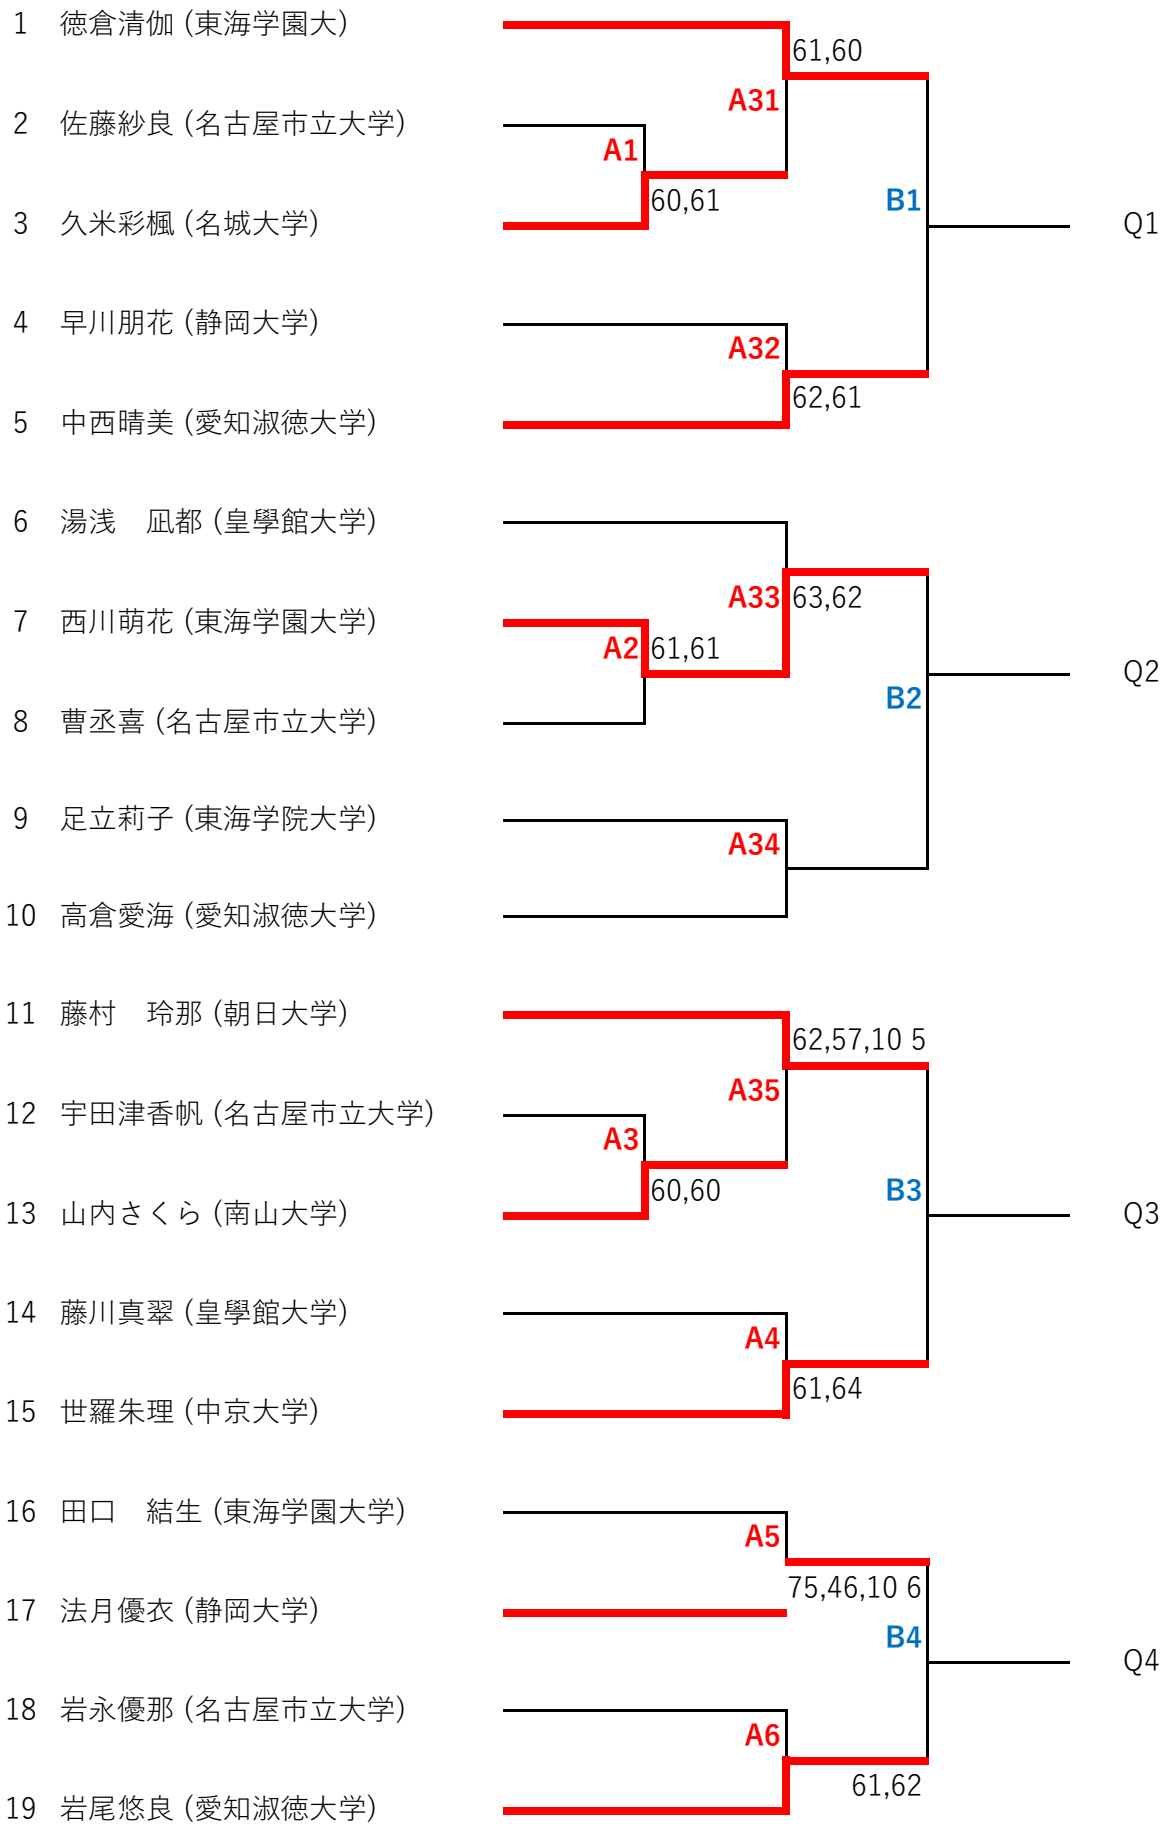 1 徳倉清伽 (東海学園大)
61,60
A31
2 佐藤紗良 (名古屋市立大学)
A1
3 久米彩楓 (名城大学)
60,61
B1
Q1
4 早川朋花 (静岡大学)
A32
62,61
5 中西晴美 (愛知淑徳大学)
6 湯浅　凪都 (皇學館大学)
A33
63,62
7 西川萌花 (東海学園大学)
A2
61,61
Q2
B2
8 曹丞喜 (名古屋市立大学)
9 足立莉子 (東海学院大学)
A34
10 高倉愛海 (愛知淑徳大学)
11 藤村　玲那 (朝日大学)
62,57,10 5
A35
12 宇田津香帆 (名古屋市立大学)
A3
60,60
B3
13 山内さくら (南山大学)
Q3
14 藤川真翠 (皇學館大学)
A4
61,64
15 世羅朱理 (中京大学)
16 田口　結生 (東海学園大学)
A5
75,46,10 6
17 法月優衣 (静岡大学)
B4
Q4
18 岩永優那 (名古屋市立大学)
A6
61,62
19 岩尾悠良 (愛知淑徳大学)